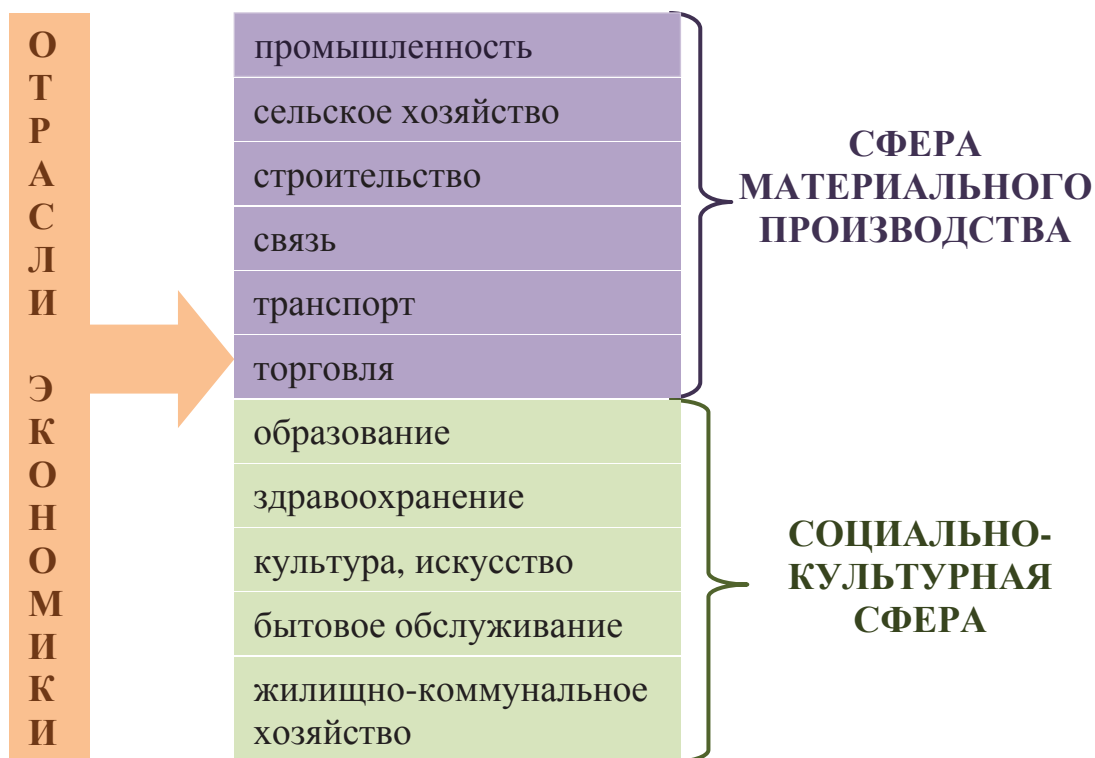 ОТРАСЛИ ЭКОНОМИКИ
промышленность
сельское хозяйство
строительство
связь
транспорт
торговля
СФЕРА
МАТЕРИАЛЬНОГО
ПРОИЗВОДСТВА
образование
здравоохранение
культура, искусство
бытовое обслуживание
жилищно-коммунальное
хозяйство
СОЦИАЛЬНО-
КУЛЬТУРНАЯ
СФЕРА